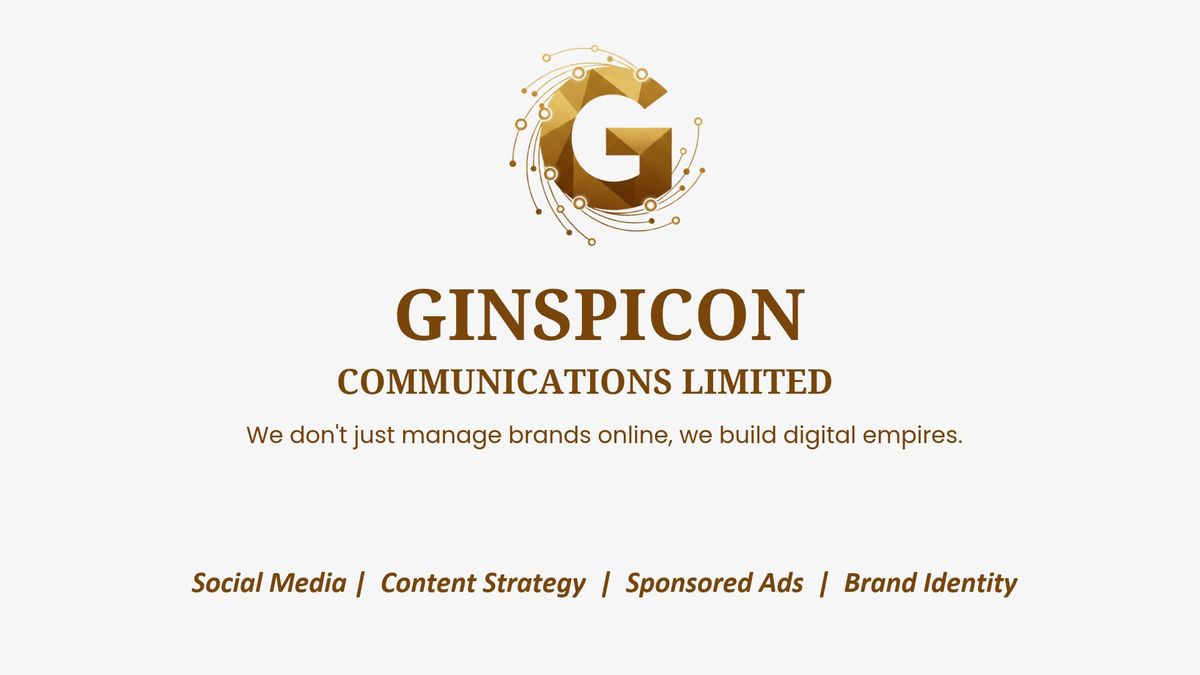 G
GINSPICON
COMMUNICATIONS LIMITED
We don't just manage brands online, we build digital empires.
Social Media | Content Strategy | Sponsored Ads | Brand Identity